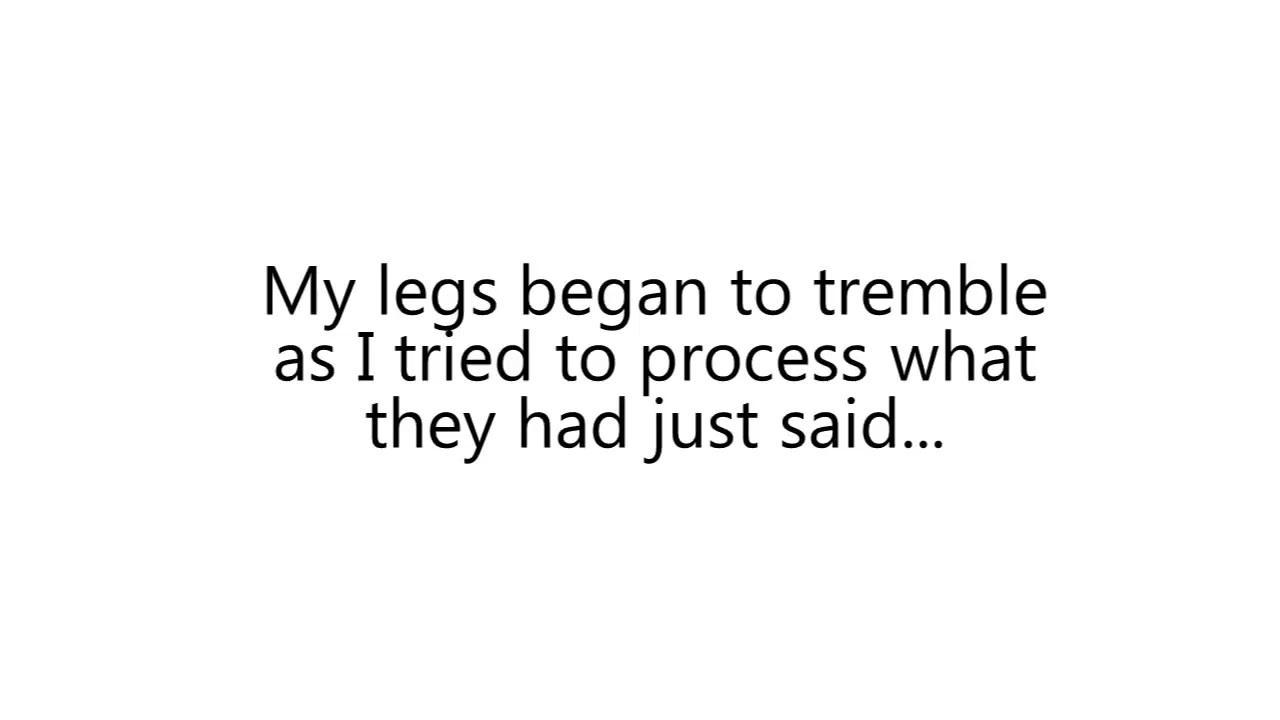 My legs began to tremble
as I tried to process what
they had just said...